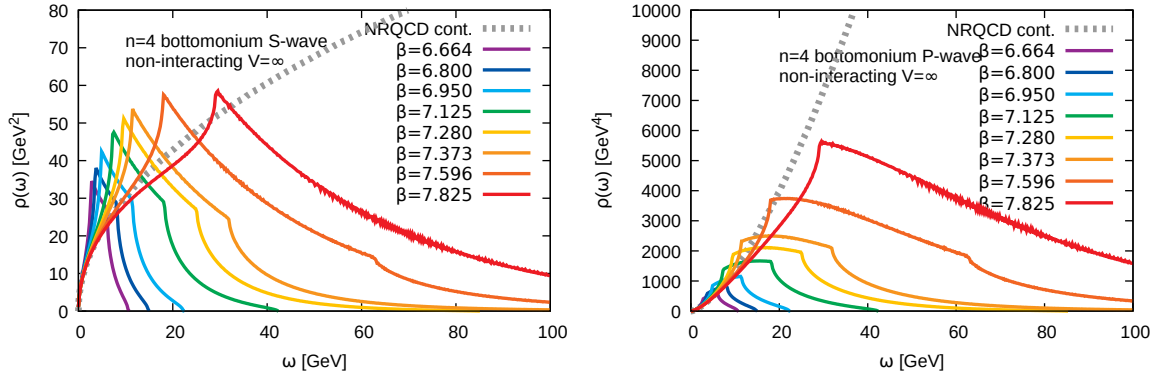 80
70
60
50
40
30
20
10
0
0 20 40 60 80 100
ρ(ω) [GeV²]
ω [GeV]
n=4 bottomonium S-wave
non-interacting V=∞
NRQCD cont.
β=6.664
β=6.800
β=6.950
β=7.125
β=7.280
β=7.373
β=7.596
β=7.825
10000
9000
8000
7000
6000
5000
4000
3000
2000
1000
0
0 20 40 60 80 100
ρ(ω) [GeV⁴]
ω [GeV]
NRQCD cont.
n=4 bottomonium P-wave
non-interacting V=∞
β=6.664
β=6.800
β=6.950
β=7.125
β=7.280
β=7.373
β=7.596
β=7.825